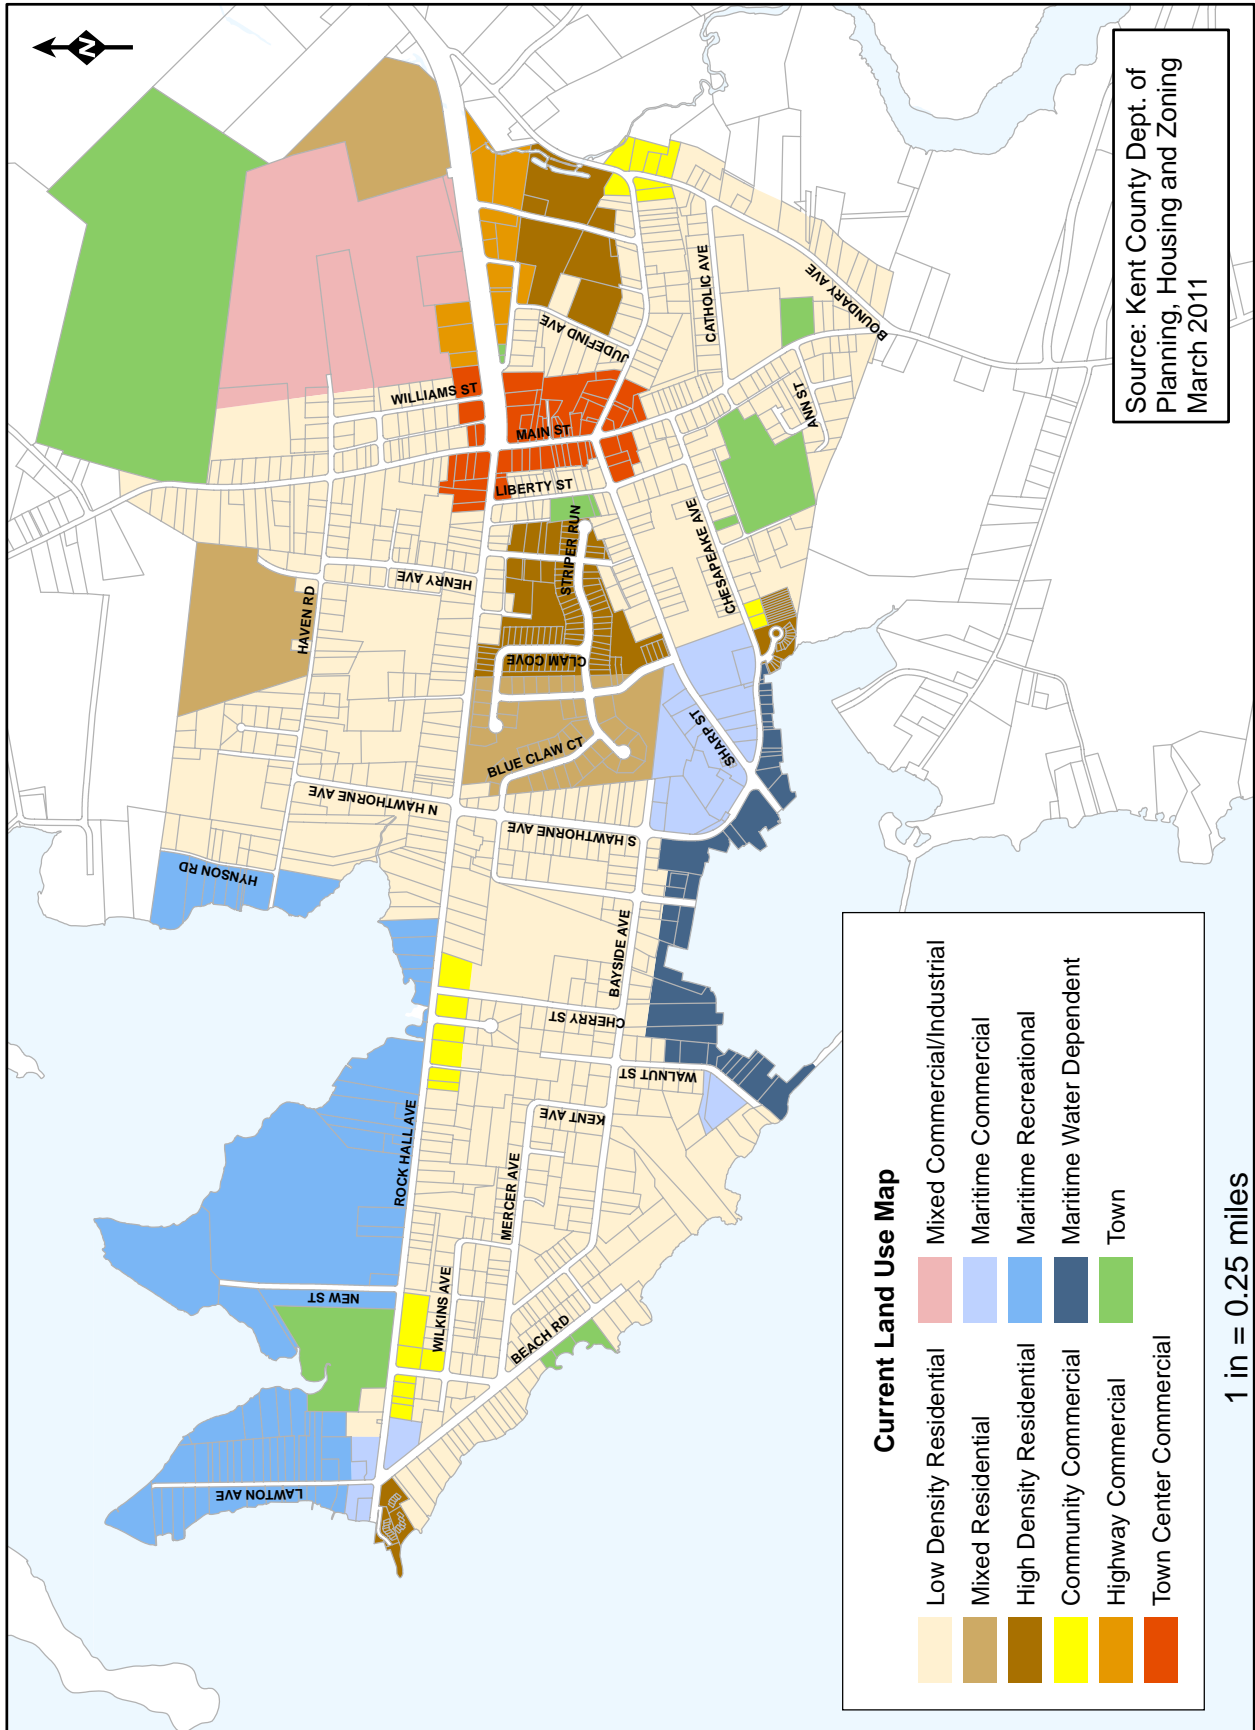 N
HAVEN RD
WILLIAMS ST
MAIN ST
LIBERTY ST
HENRY AVE
STRIPER RUN
CLAM COVE
BLUE CLAW CT
JUDEFIND AVE
CATHOLIC AVE
BOUNDARY AVE
ANN ST
CHESAPEAKE AVE
SHARP ST
N HAWTHORNE AVE
S HAWTHORNE AVE
HYNSON RD
BAYSIDE AVE
CHERRY ST
WALNUT ST
KENT AVE
MERCER AVE
ROCK HALL AVE
WILKINS AVE
NEW ST
BEACH RD
LAWTON AVE
Source: Kent County Dept. of
Planning, Housing and Zoning
March 2011
Current Land Use Map
Low Density Residential
Mixed Residential
High Density Residential
Community Commercial
Highway Commercial
Town Center Commercial
Mixed Commercial/Industrial
Maritime Commercial
Maritime Recreational
Maritime Water Dependent
Town
1 in = 0.25 miles